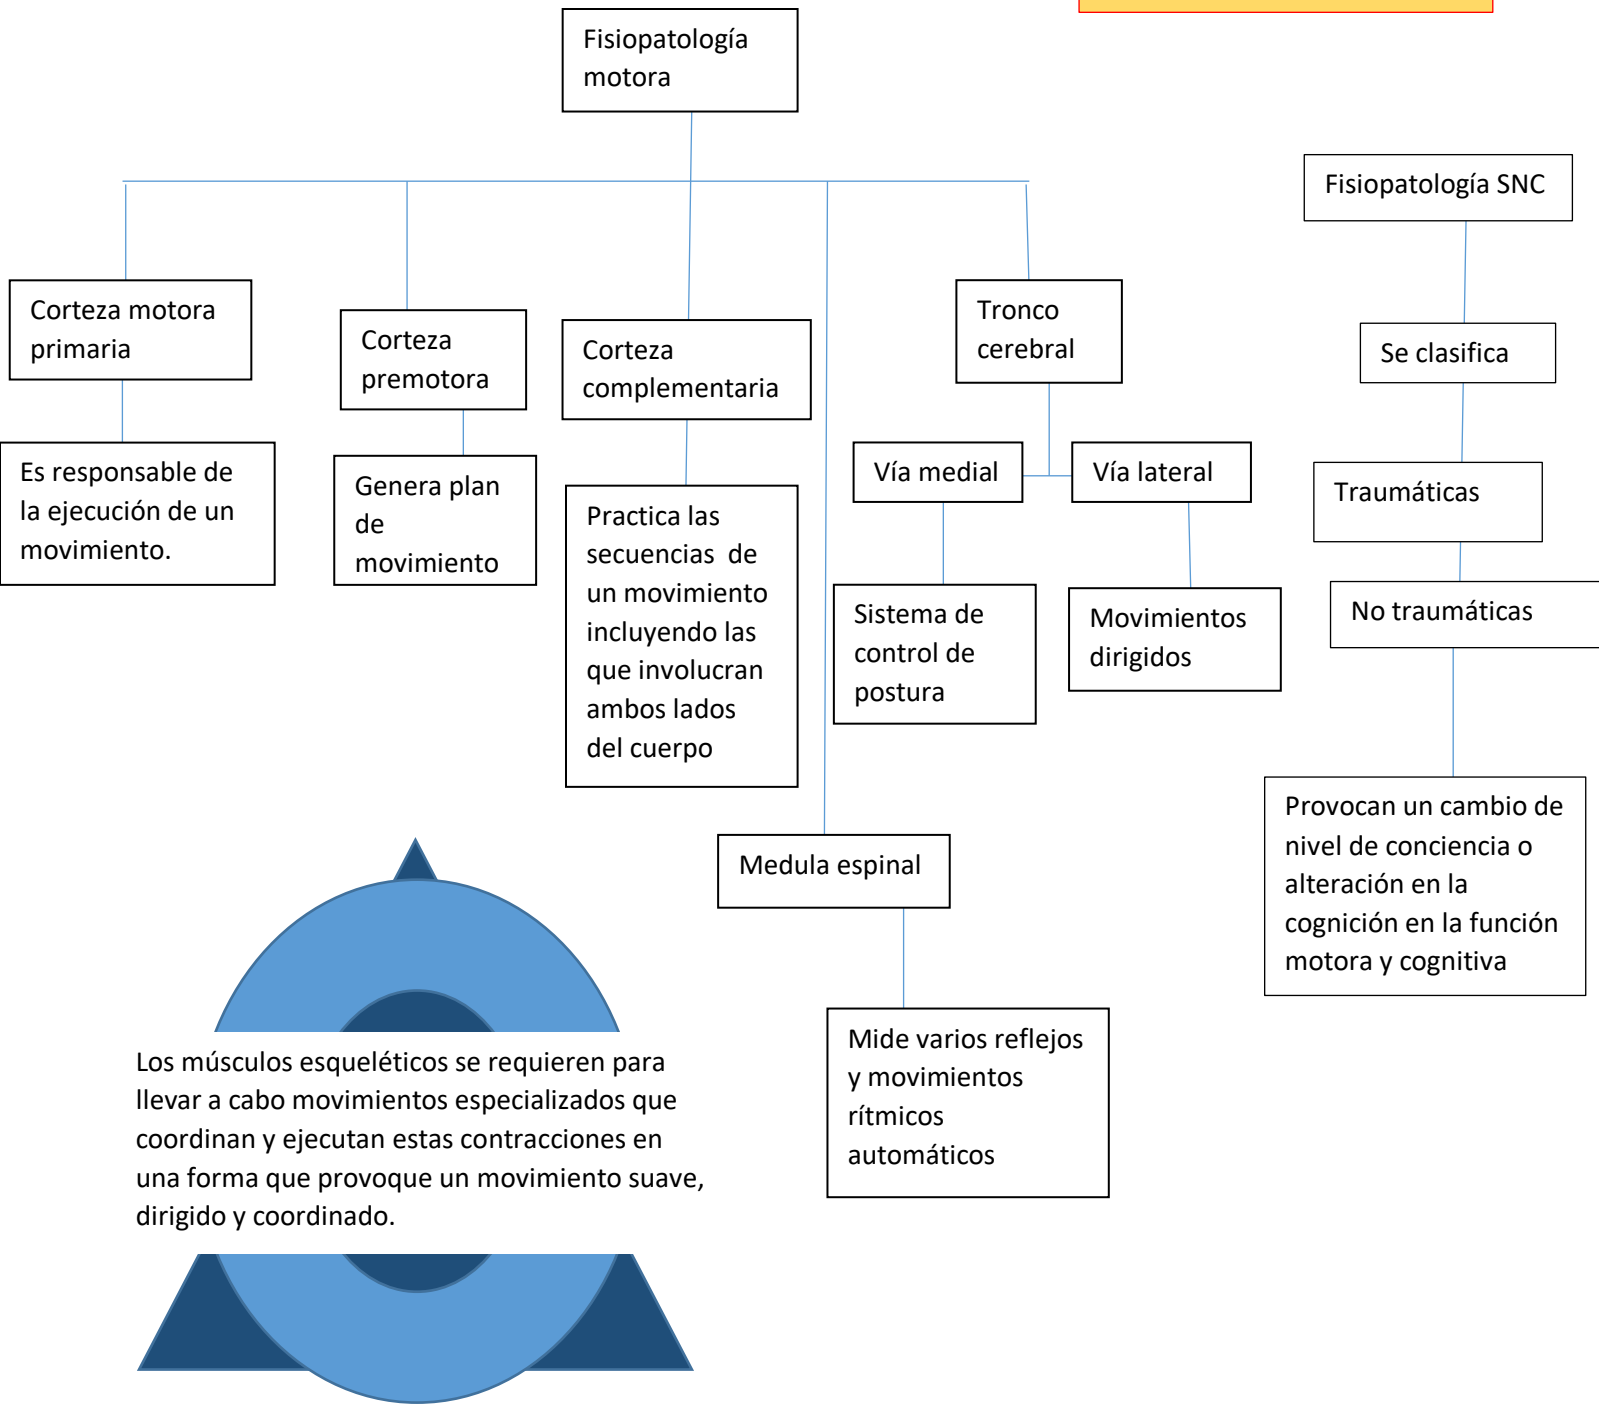 Fisiopatología
motora
Fisiopatología SNC
Corteza motora
primaria
Corteza
premotora
Corteza
complementaria
Tronco
cerebral
Se clasifica
Es responsable de
la ejecución de un
movimiento.
Genera plan
de
movimiento
Practica las
secuencias de
un movimiento
incluyendo las
que involucran
ambos lados
del cuerpo
Vía medial
Vía lateral
Traumáticas
Sistema de
control de
postura
Movimientos
dirigidos
No traumáticas
Provocan un cambio de
nivel de conciencia o
alteración en la
cognición en la función
motora y cognitiva
Medula espinal
Mide varios reflejos
y movimientos
rítmicos
automáticos
Los músculos esqueléticos se requieren para
llevar a cabo movimientos especializados que
coordinan y ejecutan estas contracciones en
una forma que provoque un movimiento suave,
dirigido y coordinado.